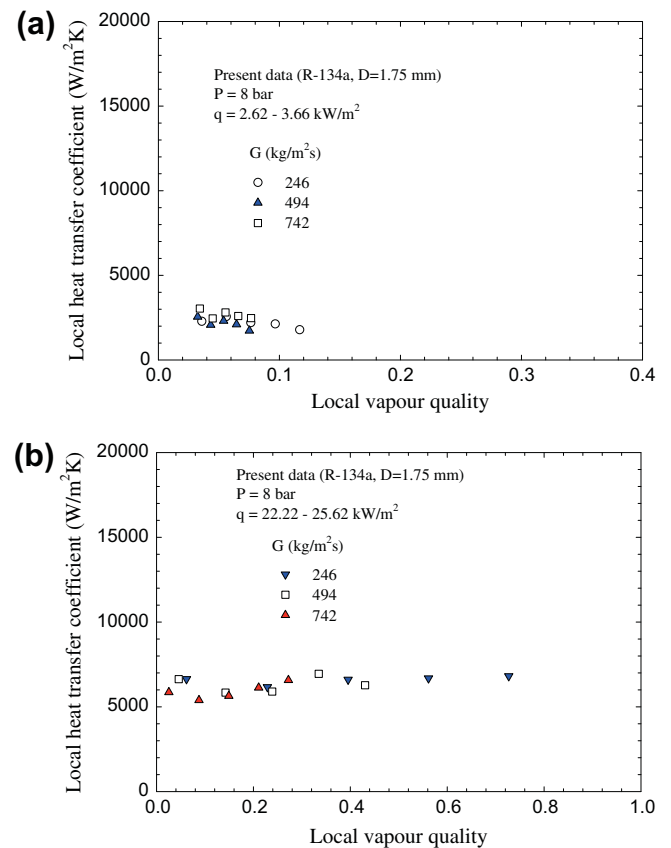 (a)
20000
15000
10000
5000
0
Local heat transfer coefficient (W/m²K)
Present data (R-134a, D=1.75 mm)
P = 8 bar
q = 2.62 - 3.66 kW/m²
G (kg/m²s)
246
494
742
0.0 0.1 0.2 0.3 0.4
Local vapour quality
(b)
20000
15000
10000
5000
0
Local heat transfer coefficient (W/m²K)
Present data (R-134a, D=1.75 mm)
P = 8 bar
q = 22.22 - 25.62 kW/m²
G (kg/m²s)
246
494
742
0.0 0.2 0.4 0.6 0.8 1.0
Local vapour quality